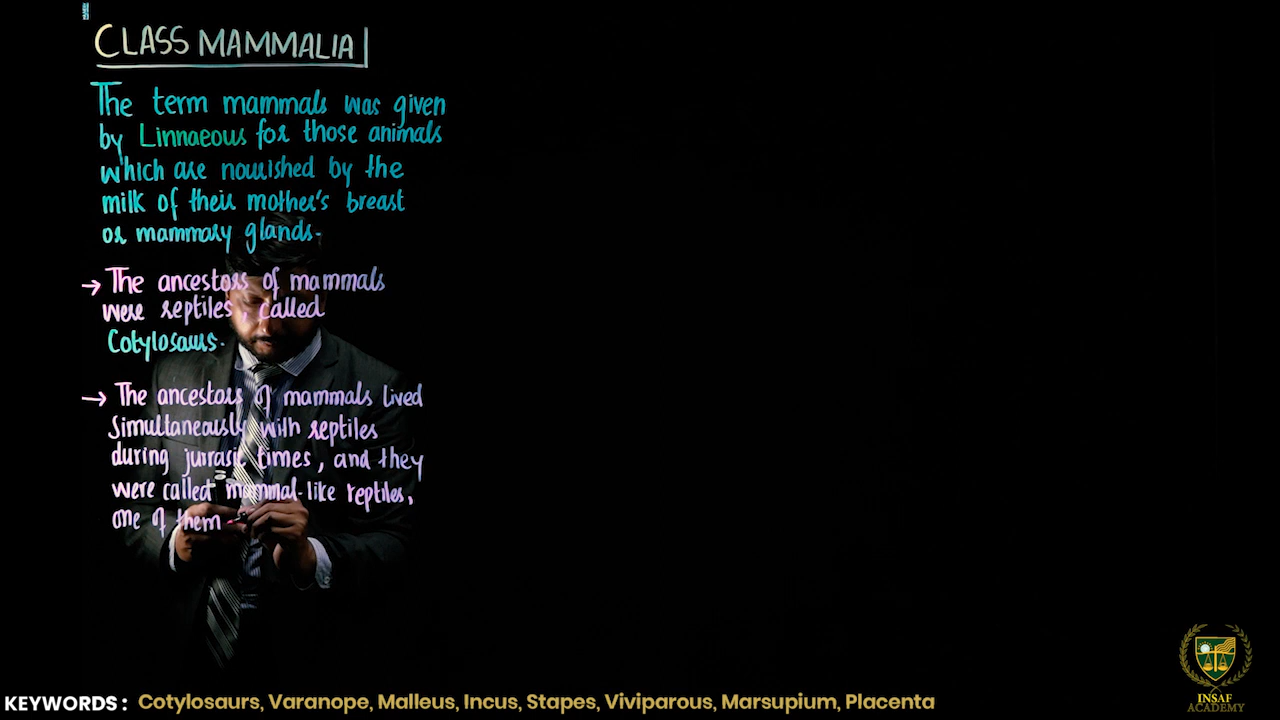 CLASS MAMMALIA
The term mammals was given
by Linnaeous for those animals
which are nourished by the
milk of their mother's breast
or mammary glands.
→ The ancestors of mammals
were reptiles, called
Cotylosaurs.
→ The ancestors of mammals lived
Simultaneously with reptiles
during jurrasic times, and they
were called mammal-like reptiles,
one of them
KEYWORDS : Cotylosaurs, Varanope, Malleus, Incus, Stapes, Viviparous, Marsupium, Placenta
INSAF
ACADEMY